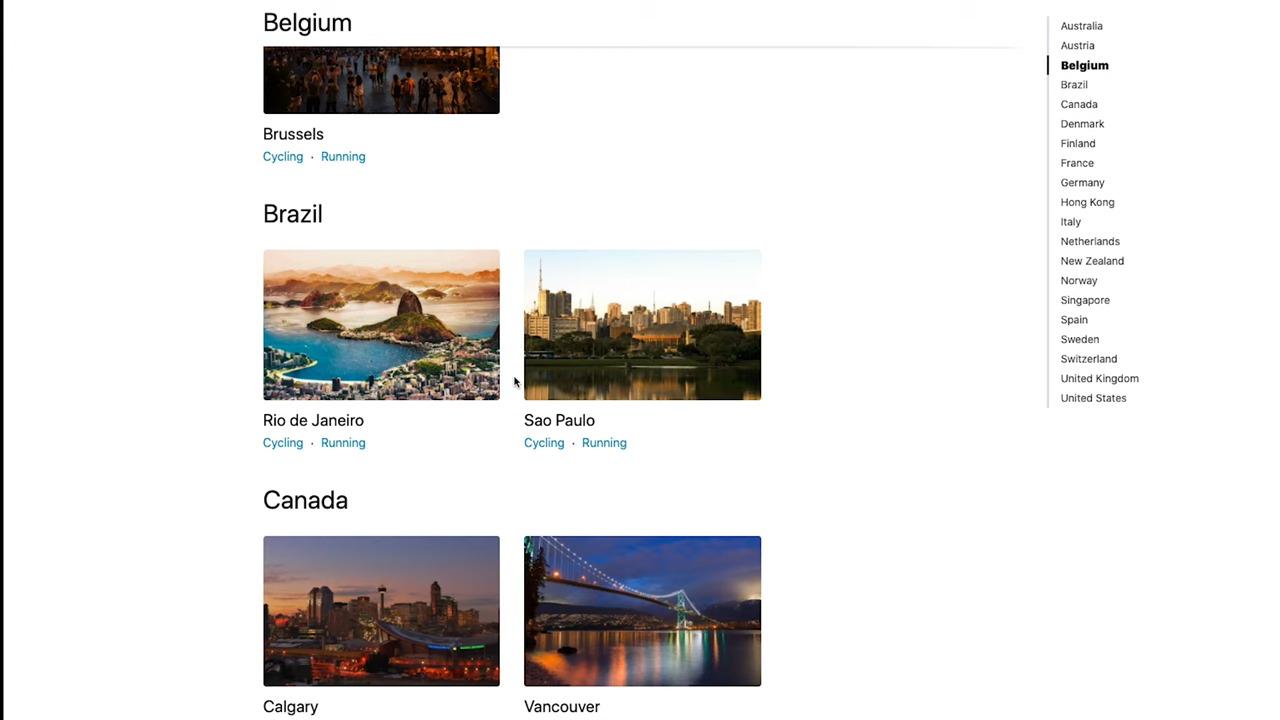 Belgium
Brussels
Cycling · Running
Brazil
Rio de Janeiro
Cycling · Running
Sao Paulo
Cycling · Running
Canada
Calgary
Vancouver
Australia
Austria
Belgium
Brazil
Canada
Denmark
Finland
France
Germany
Hong Kong
Italy
Netherlands
New Zealand
Norway
Singapore
Spain
Sweden
Switzerland
United Kingdom
United States